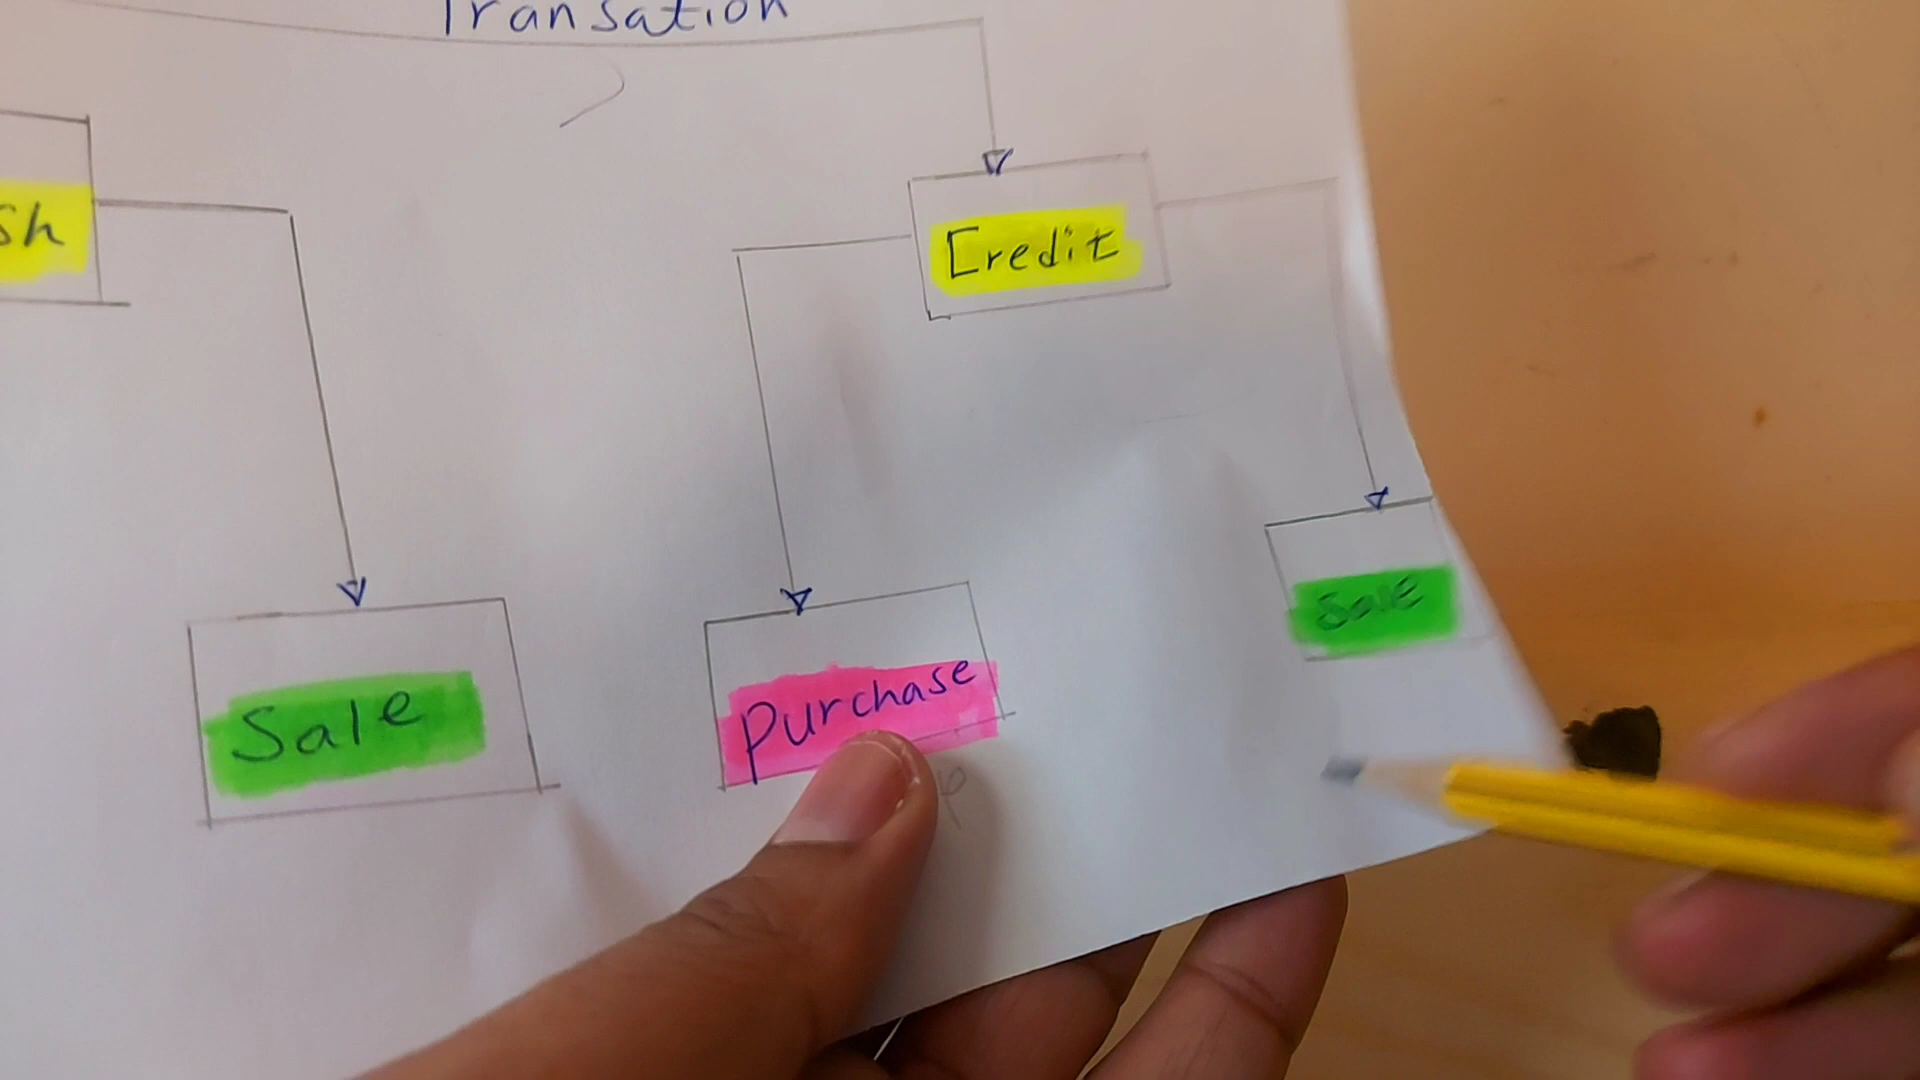 Transation
sh
Credit
Sale
Purchase
Sale